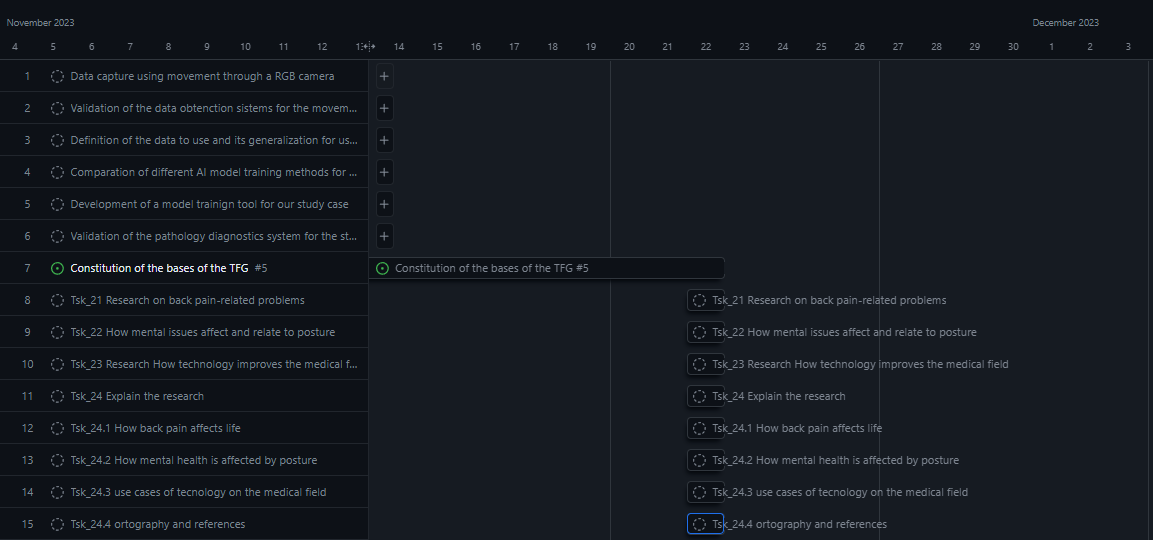 November 2023 December 2023
4 5 6 7 8 9 10 11 12 14 15 16 17 18 19 20 21 22 23 24 25 26 27 28 29 30 1 2 3
1 Data capture using movement through a RGB camera +
2 Validation of the data obtenction sistems for the movem... +
3 Definition of the data to use and its generalization for us... +
4 Comparation of different AI model training methods for ... +
5 Development of a model trainign tool for our study case +
6 Validation of the pathology diagnostics system for the st... +
7 Constitution of the bases of the TFG #5 Constitution of the bases of the TFG #5
8 Tsk_21 Research on back pain-related problems Tsk_21 Research on back pain-related problems
9 Tsk_22 How mental issues affect and relate to posture Tsk_22 How mental issues affect and relate to posture
10 Tsk_23 Research How technology improves the medical f... Tsk_23 Research How technology improves the medical field
11 Tsk_24 Explain the research Tsk_24 Explain the research
12 Tsk_24.1 How back pain affects life Tsk_24.1 How back pain affects life
13 Tsk_24.2 How mental health is affected by posture Tsk_24.2 How mental health is affected by posture
14 Tsk_24.3 use cases of tecnology on the medical field Tsk_24.3 use cases of tecnology on the medical field
15 Tsk_24.4 ortography and references Tsk_24.4 ortography and references